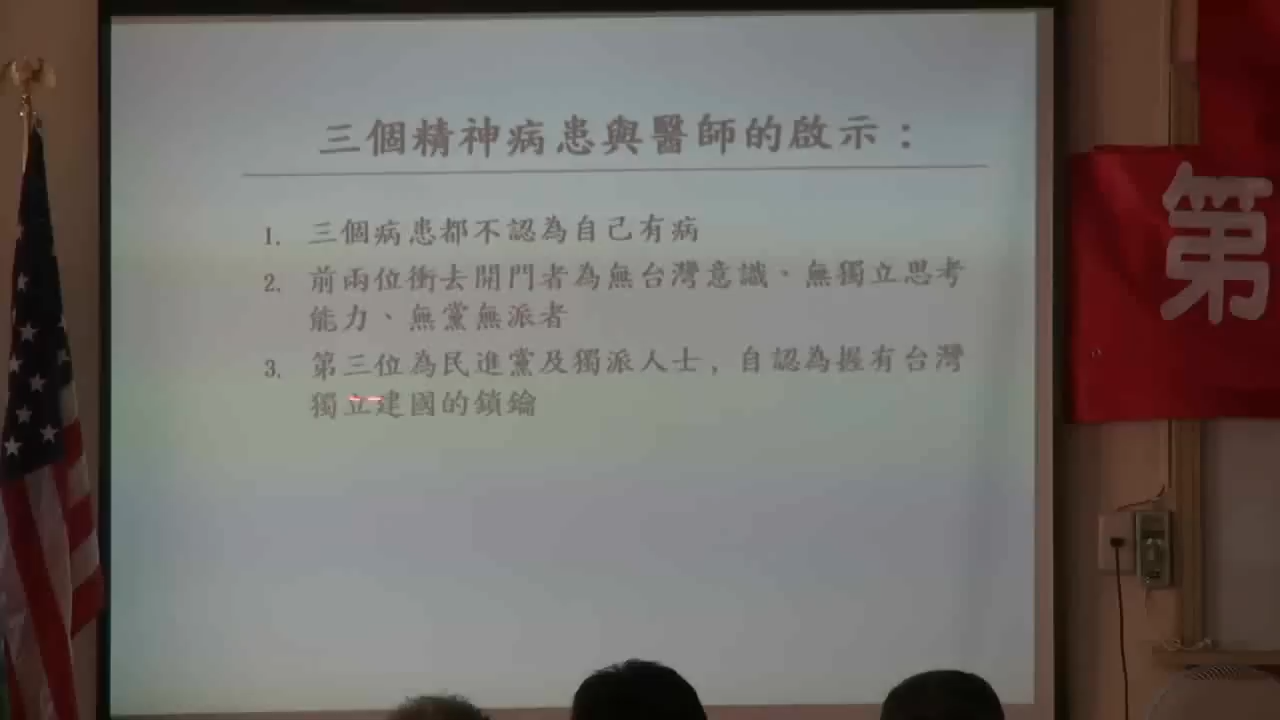 三個精神病患與醫師的啟示：
1. 三個病患都不認為自己有病
2. 前兩位衝去開門者為無台灣意識、無獨立思考
能力、無黨無派者
3. 第三位為民進黨及獨派人士，自認為握有台灣
獨立建國的鎖鑰
第